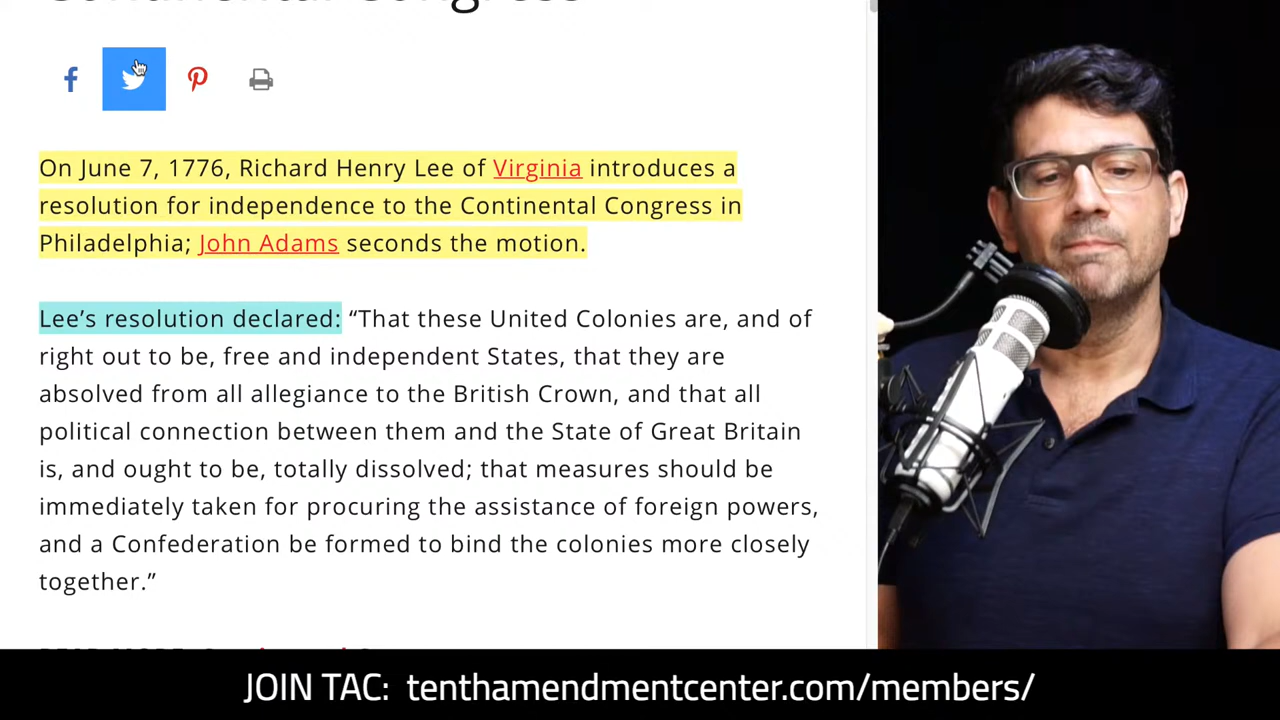 Continental Congress
On June 7, 1776, Richard Henry Lee of Virginia introduces a
resolution for independence to the Continental Congress in
Philadelphia; John Adams seconds the motion.
Lee’s resolution declared: “That these United Colonies are, and of
right out to be, free and independent States, that they are
absolved from all allegiance to the British Crown, and that all
political connection between them and the State of Great Britain
is, and ought to be, totally dissolved; that measures should be
immediately taken for procuring the assistance of foreign powers,
and a Confederation be formed to bind the colonies more closely
together.”
JOIN TAC: tenthamendmentcenter.com/members/